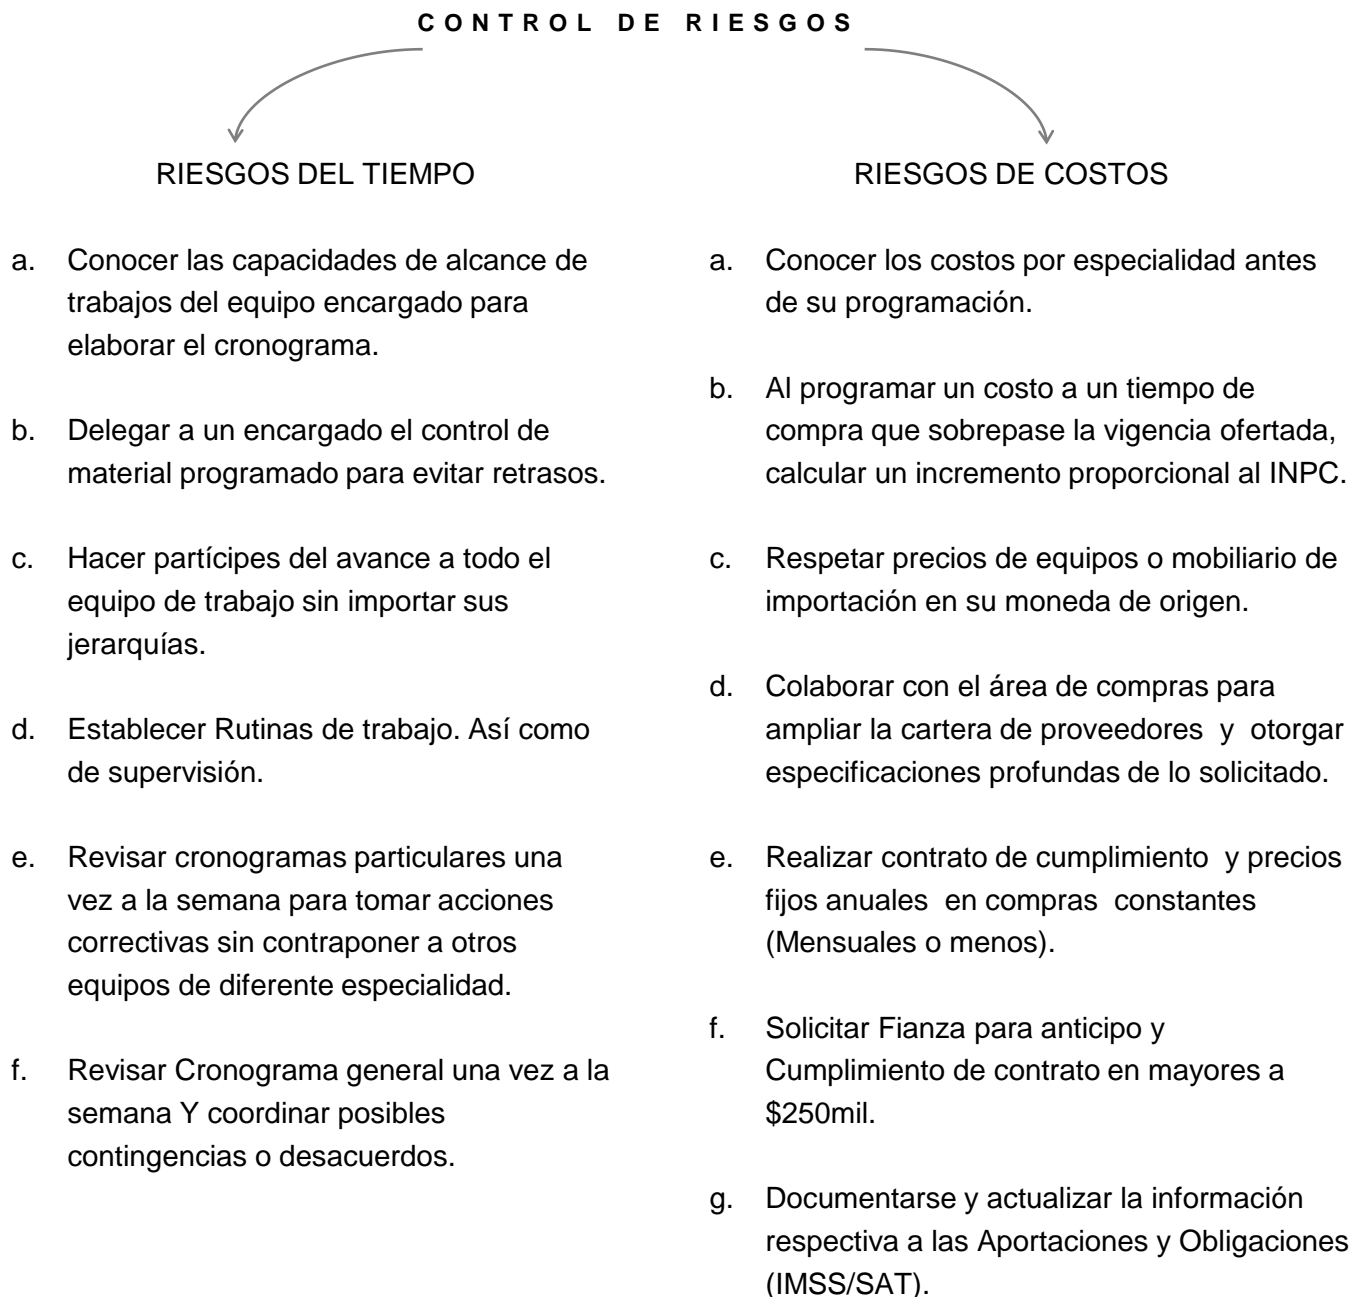 CONTROL DE RIESGOS
RIESGOS DEL TIEMPO
a. Conocer las capacidades de alcance de
trabajos del equipo encargado para
elaborar el cronograma.
b. Delegar a un encargado el control de
material programado para evitar retrasos.
c. Hacer partícipes del avance a todo el
equipo de trabajo sin importar sus
jerarquías.
d. Establecer Rutinas de trabajo. Así como
de supervisión.
e. Revisar cronogramas particulares una
vez a la semana para tomar acciones
correctivas sin contraponer a otros
equipos de diferente especialidad.
f. Revisar Cronograma general una vez a la
semana Y coordinar posibles
contingencias o desacuerdos.
RIESGOS DE COSTOS
a. Conocer los costos por especialidad antes
de su programación.
b. Al programar un costo a un tiempo de
compra que sobrepase la vigencia ofertada,
calcular un incremento proporcional al INPC.
c. Respetar precios de equipos o mobiliario de
importación en su moneda de origen.
d. Colaborar con el área de compras para
ampliar la cartera de proveedores y otorgar
especificaciones profundas de lo solicitado.
e. Realizar contrato de cumplimiento y precios
fijos anuales en compras constantes
(Mensuales o menos).
f. Solicitar Fianza para anticipo y
Cumplimiento de contrato en mayores a
$250mil.
g. Documentarse y actualizar la información
respectiva a las Aportaciones y Obligaciones
(IMSS/SAT).